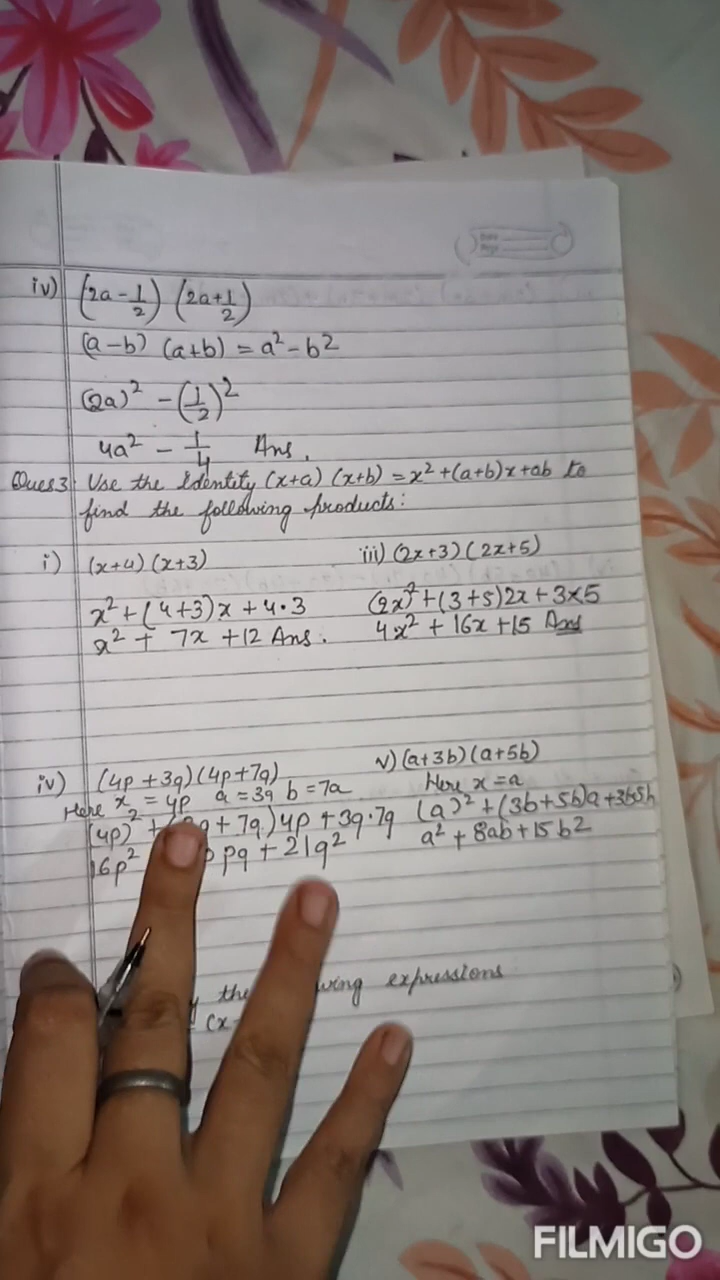 iv) (2a - 1/2) (2a + 1/2)
(a-b) (a+b) = a² - b²
(2a)² - (1/2)²
4a² - 1/4 Ans.
Ques 3. Use the identity (x+a) (x+b) = x² + (a+b)x + ab to
find the following products:
i) (x+4) (x+3)
x² + (4+3)x + 4·3
x² + 7x + 12 Ans.
iii) (2x+3) (2x+5)
(2x)² + (3+5)2x + 3×5
4x² + 16x + 15 Ans
iv) (4p+3q) (4p+7q)
Here x = 4p a = 3q b = 7q
(4p)² + q + 7q) 4p + 3q·7q
16p² pq + 21q²
v) (a+3b) (a+5b)
Here x = a
(a)² + (3b+5b)a + 3b5b
a² + 8ab + 15b²
the expressions
(x-
FILMIGO